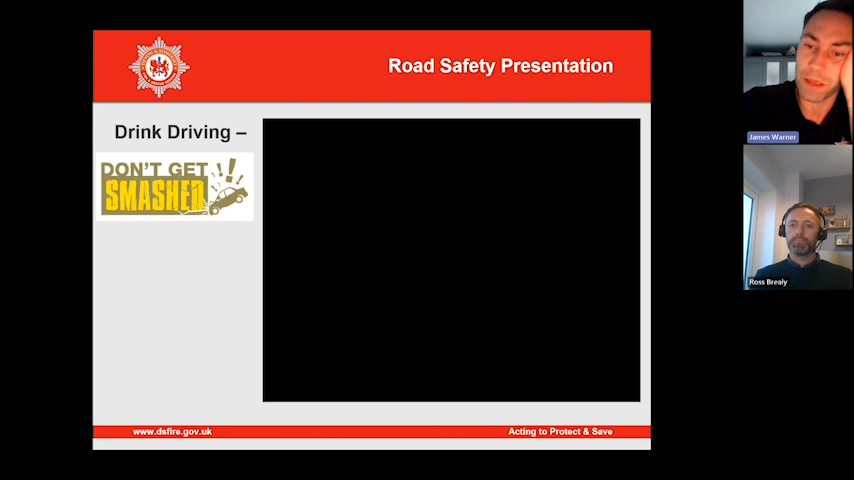 Road Safety Presentation
Drink Driving –
DON'T GET
SMASHED!!
www.dsfire.gov.uk
Acting to Protect & Save
James Warner
Ross Brealy